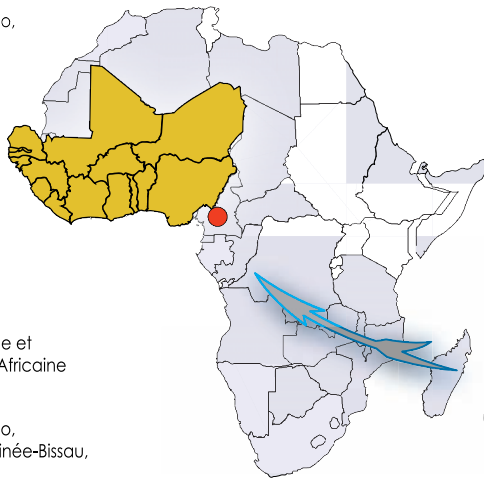 o,
e et
Africaine
o,
inée-Bissau,